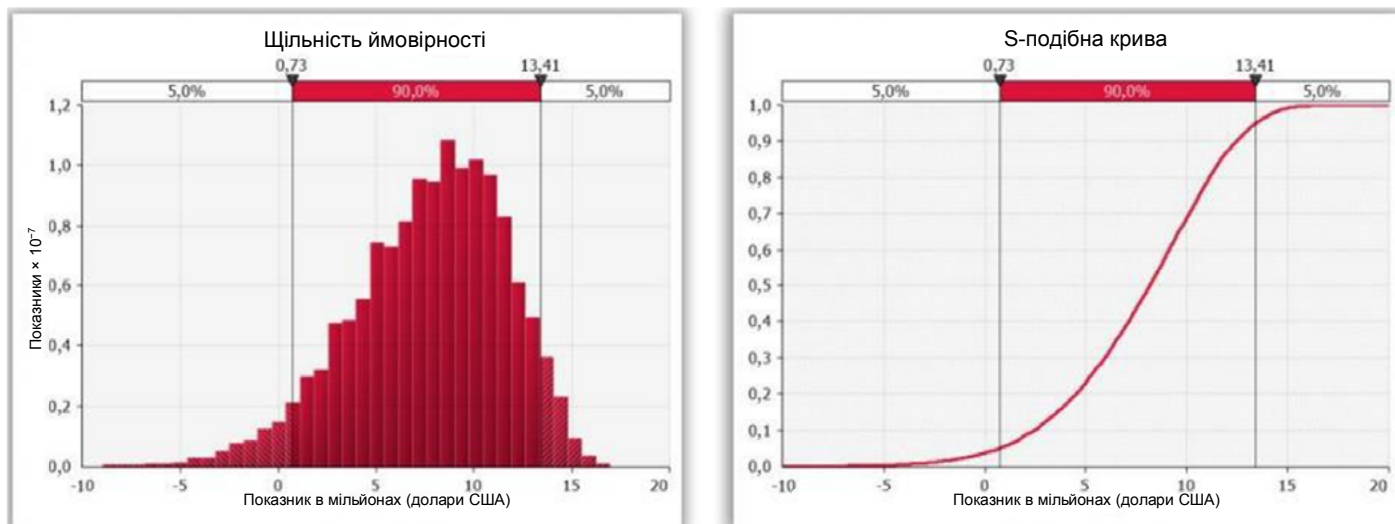 Щільність ймовірності
0,73 13,41
5,0% 90,0% 5,0%
1,2
1,0
0,8
0,6
0,4
0,2
0,0
Показники × 10⁻⁷
-10 -5 0 5 10 15 20
Показник в мільйонах (долари США)
S-подібна крива
0,73 13,41
5,0% 90,0% 5,0%
1,0
0,9
0,8
0,7
0,6
0,5
0,4
0,3
0,2
0,1
0,0
-10 -5 0 5 10 15 20
Показник в мільйонах (долари США)